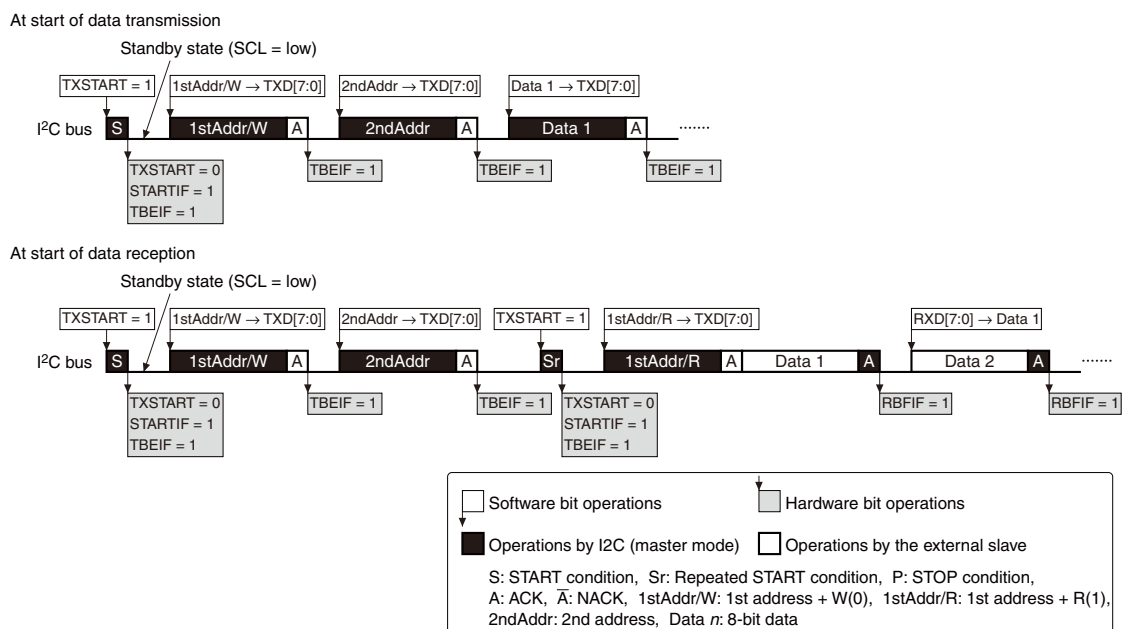 At start of data transmission
Standby state (SCL = low)
TXSTART = 1 1stAddr/W → TXD[7:0] 2ndAddr → TXD[7:0] Data 1 → TXD[7:0]
I²C bus S 1stAddr/W A 2ndAddr A Data 1 A ·······
TXSTART = 0 TBEIF = 1 TBEIF = 1 TBEIF = 1
STARTIF = 1
TBEIF = 1
At start of data reception
Standby state (SCL = low)
TXSTART = 1 1stAddr/W → TXD[7:0] 2ndAddr → TXD[7:0] TXSTART = 1 1stAddr/R → TXD[7:0] RXD[7:0] → Data 1
I²C bus S 1stAddr/W A 2ndAddr A Sr 1stAddr/R A Data 1 A Data 2 A ·······
TXSTART = 0 TBEIF = 1 TBEIF = 1 TXSTART = 0 RBFIF = 1 RBFIF = 1
STARTIF = 1 STARTIF = 1
TBEIF = 1 TBEIF = 1
Software bit operations Hardware bit operations
Operations by I2C (master mode) Operations by the external slave
S: START condition, Sr: Repeated START condition, P: STOP condition,
A: ACK, A̅: NACK, 1stAddr/W: 1st address + W(0), 1stAddr/R: 1st address + R(1),
2ndAddr: 2nd address, Data n: 8-bit data